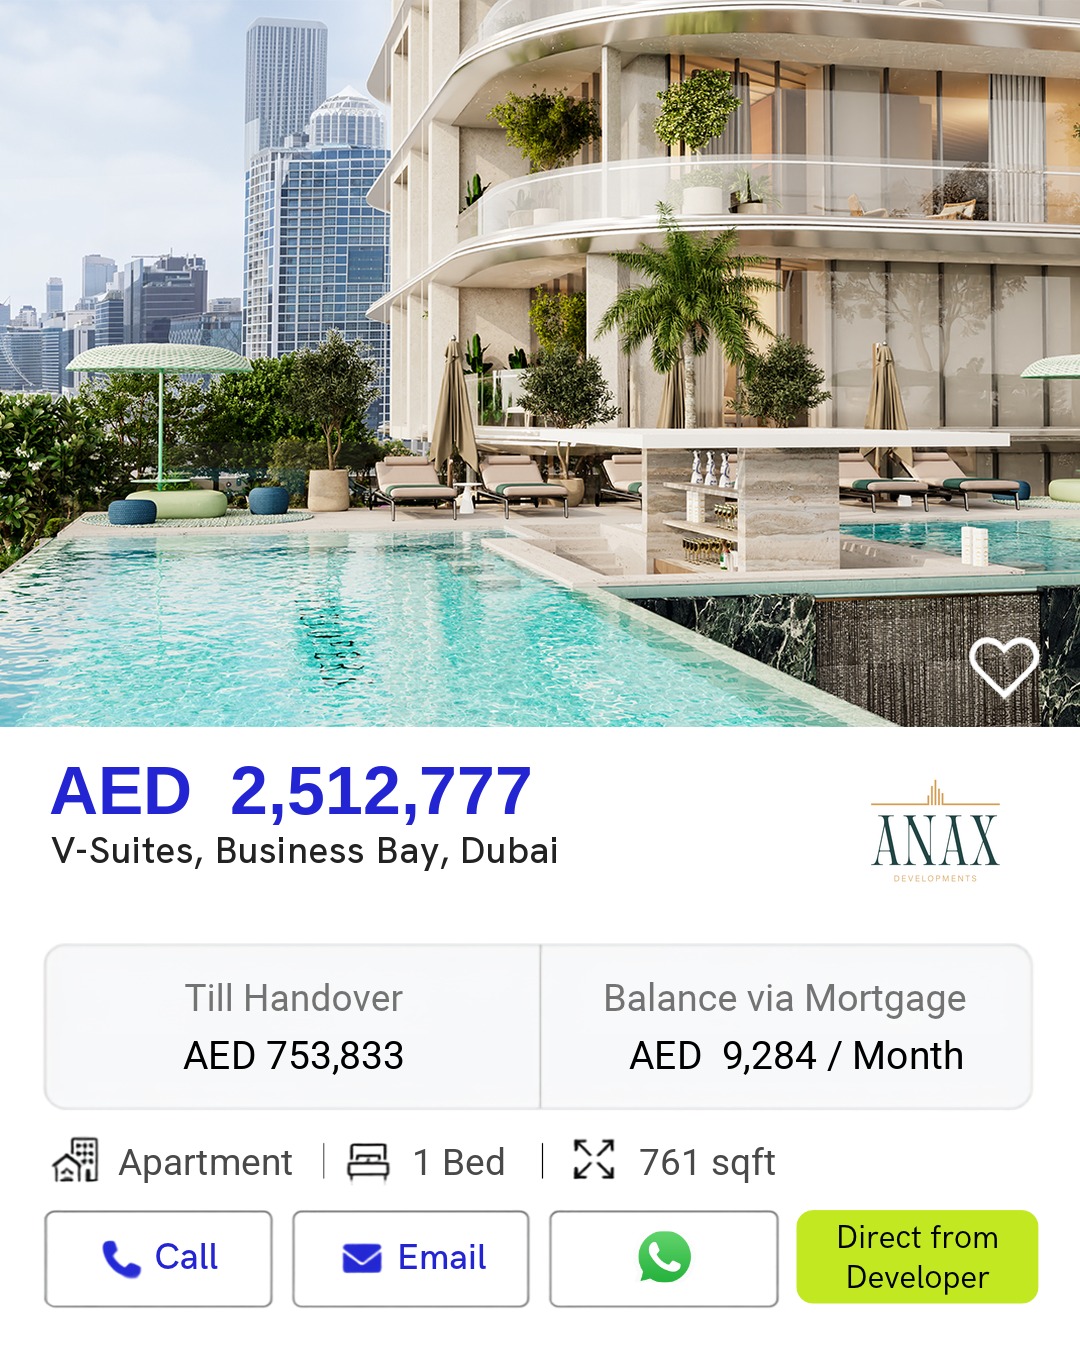 AED 2,512,777
V-Suites, Business Bay, Dubai
ANAX
DEVELOPMENTS
Till Handover
AED 753,833
Balance via Mortgage
AED 9,284 / Month
Apartment
1 Bed
761 sqft
Call
Email
Direct from
Developer